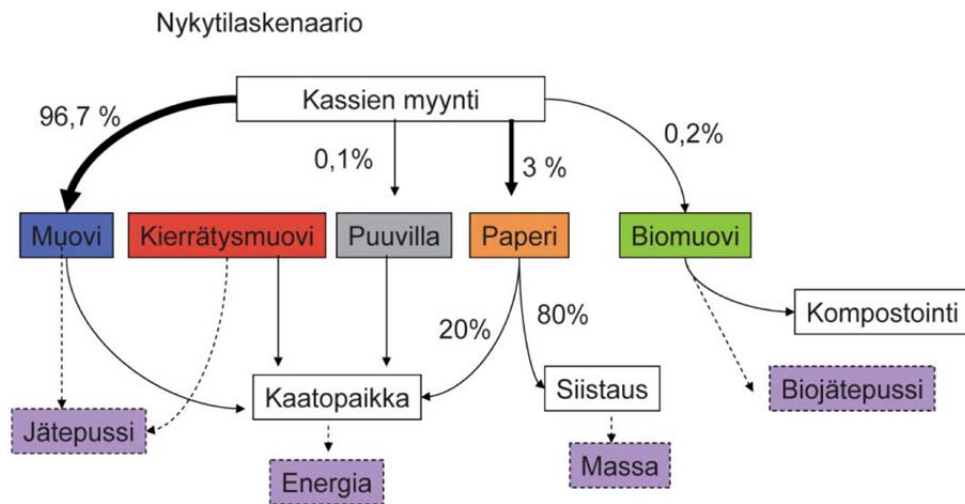 Nykytilaskenaario
Kassien myynti
96,7 %
0,1%
3 %
0,2%
Muovi
Kierrätysmuovi
Puuvilla
Paperi
Biomuovi
20%
80%
Kompostointi
Kaatopaikka
Siistaus
Biojätepussi
Jätepussi
Energia
Massa